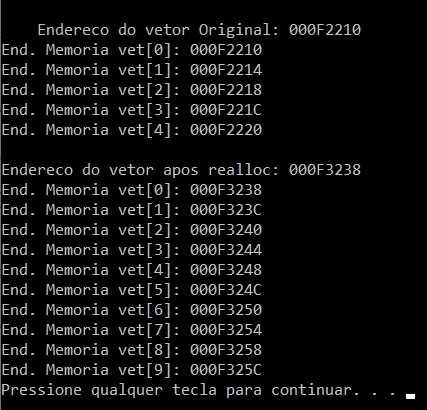 Endereco do vetor Original: 000F2210
End. Memoria vet[0]: 000F2210
End. Memoria vet[1]: 000F2214
End. Memoria vet[2]: 000F2218
End. Memoria vet[3]: 000F221C
End. Memoria vet[4]: 000F2220
Endereco do vetor apos realloc: 000F3238
End. Memoria vet[0]: 000F3238
End. Memoria vet[1]: 000F323C
End. Memoria vet[2]: 000F3240
End. Memoria vet[3]: 000F3244
End. Memoria vet[4]: 000F3248
End. Memoria vet[5]: 000F324C
End. Memoria vet[6]: 000F3250
End. Memoria vet[7]: 000F3254
End. Memoria vet[8]: 000F3258
End. Memoria vet[9]: 000F325C
Pressione qualquer tecla para continuar. . .